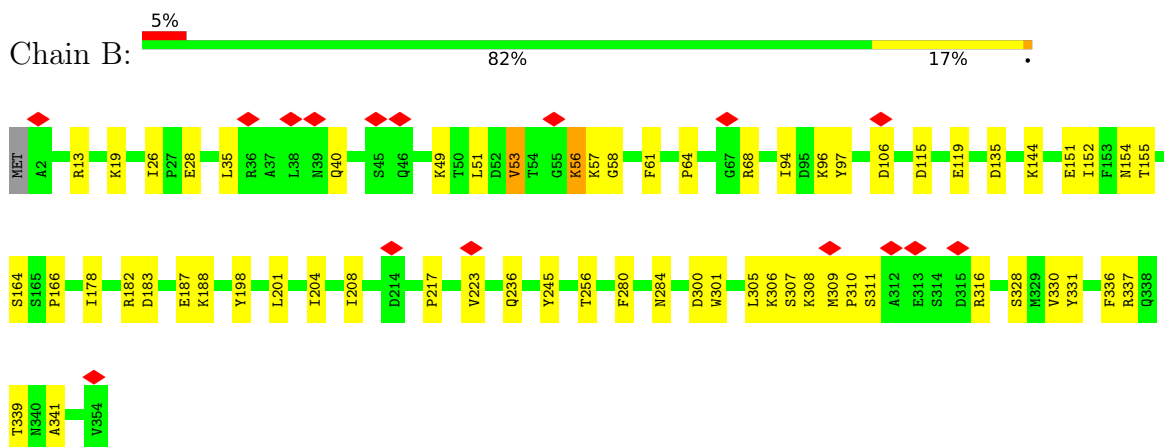 5%
Chain B:
82% 17% •
MET A2 R13 K19 I26 P27 E28 L35 R36 A37 L38 N39 Q40 S45 Q46 K49 T50 L51 D52 V53 T54 G55 K56 K57 G58 F61 P64 G67 R68 I94 D95 K96 Y97 D106 D115 E119 D135 K144 E151 I152 F153 N154 T155
S164 S165 P166 I178 R182 D183 E187 K188 Y198 L201 I204 I208 D214 P217 V223 Q236 Y245 T256 F280 N284 D300 W301 L305 K306 S307 K308 M309 P310 S311 A312 E313 S314 D315 R316 S328 M329 V330 Y331 F336 R337 Q338
T339 N340 A341 V354